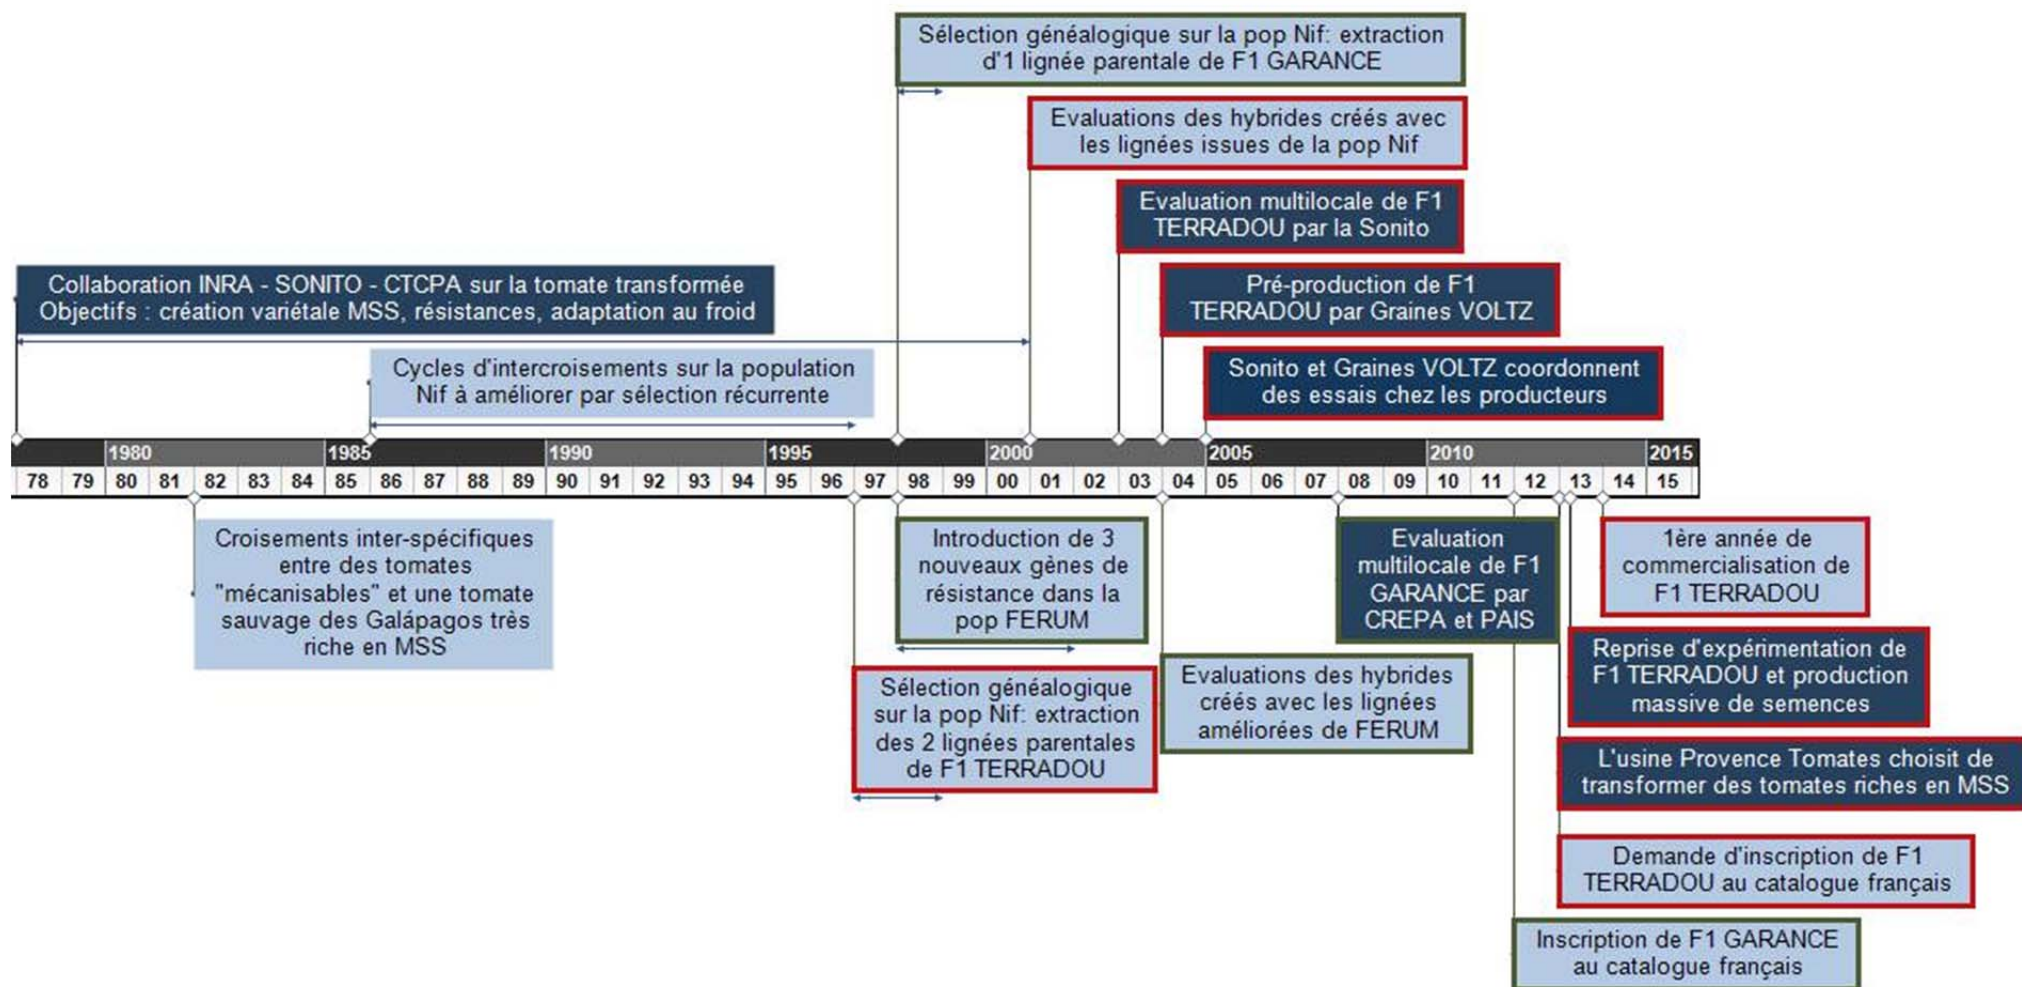 Sélection généalogique sur la pop Nif: extraction
d'1 lignée parentale de F1 GARANCE
Evaluations des hybrides créés avec
les lignées issues de la pop Nif
Evaluation multilocale de F1
TERRADOU par la Sonito
Collaboration INRA - SONITO - CTCPA sur la tomate transformée
Objectifs : création variétale MSS, résistances, adaptation au froid
Pré-production de F1
TERRADOU par Graines VOLTZ
Cycles d'intercroisements sur la population
Nif à améliorer par sélection récurrente
Sonito et Graines VOLTZ coordonnent
des essais chez les producteurs
1980 1985 1990 1995 2000 2005 2010 2015
78 79 80 81 82 83 84 85 86 87 88 89 90 91 92 93 94 95 96 97 98 99 00 01 02 03 04 05 06 07 08 09 10 11 12 13 14 15
Croisements inter-spécifiques
entre des tomates
"mécanisables" et une tomate
sauvage des Galápagos très
riche en MSS
Introduction de 3
nouveaux gènes de
résistance dans la
pop FERUM
Evaluation
multilocale de F1
GARANCE par
CREPA et PAIS
1ère année de
commercialisation de
F1 TERRADOU
Sélection généalogique
sur la pop Nif: extraction
des 2 lignées parentales
de F1 TERRADOU
Evaluations des hybrides
créés avec les lignées
améliorées de FERUM
Reprise d'expérimentation de
F1 TERRADOU et production
massive de semences
L'usine Provence Tomates choisit de
transformer des tomates riches en MSS
Demande d'inscription de F1
TERRADOU au catalogue français
Inscription de F1 GARANCE
au catalogue français